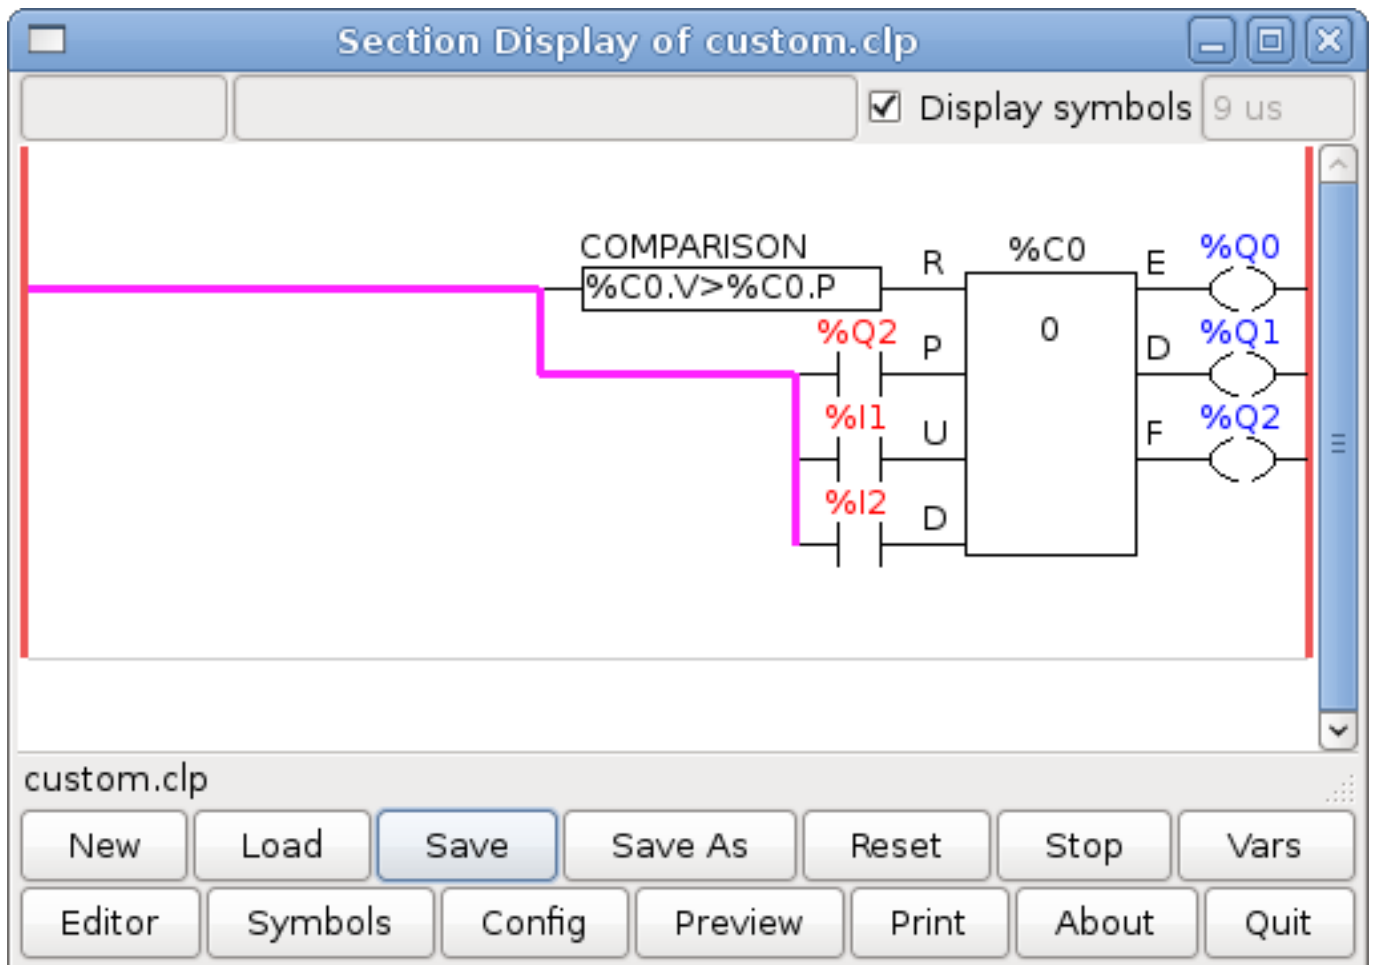 Section Display of custom.clp
Display symbols 9 us
COMPARISON %C0 %Q0
R E
%C0.V>%C0.P
%Q2 P 0 D %Q1
%I1 U F %Q2
%I2 D
custom.clp
New Load Save Save As Reset Stop Vars
Editor Symbols Config Preview Print About Quit